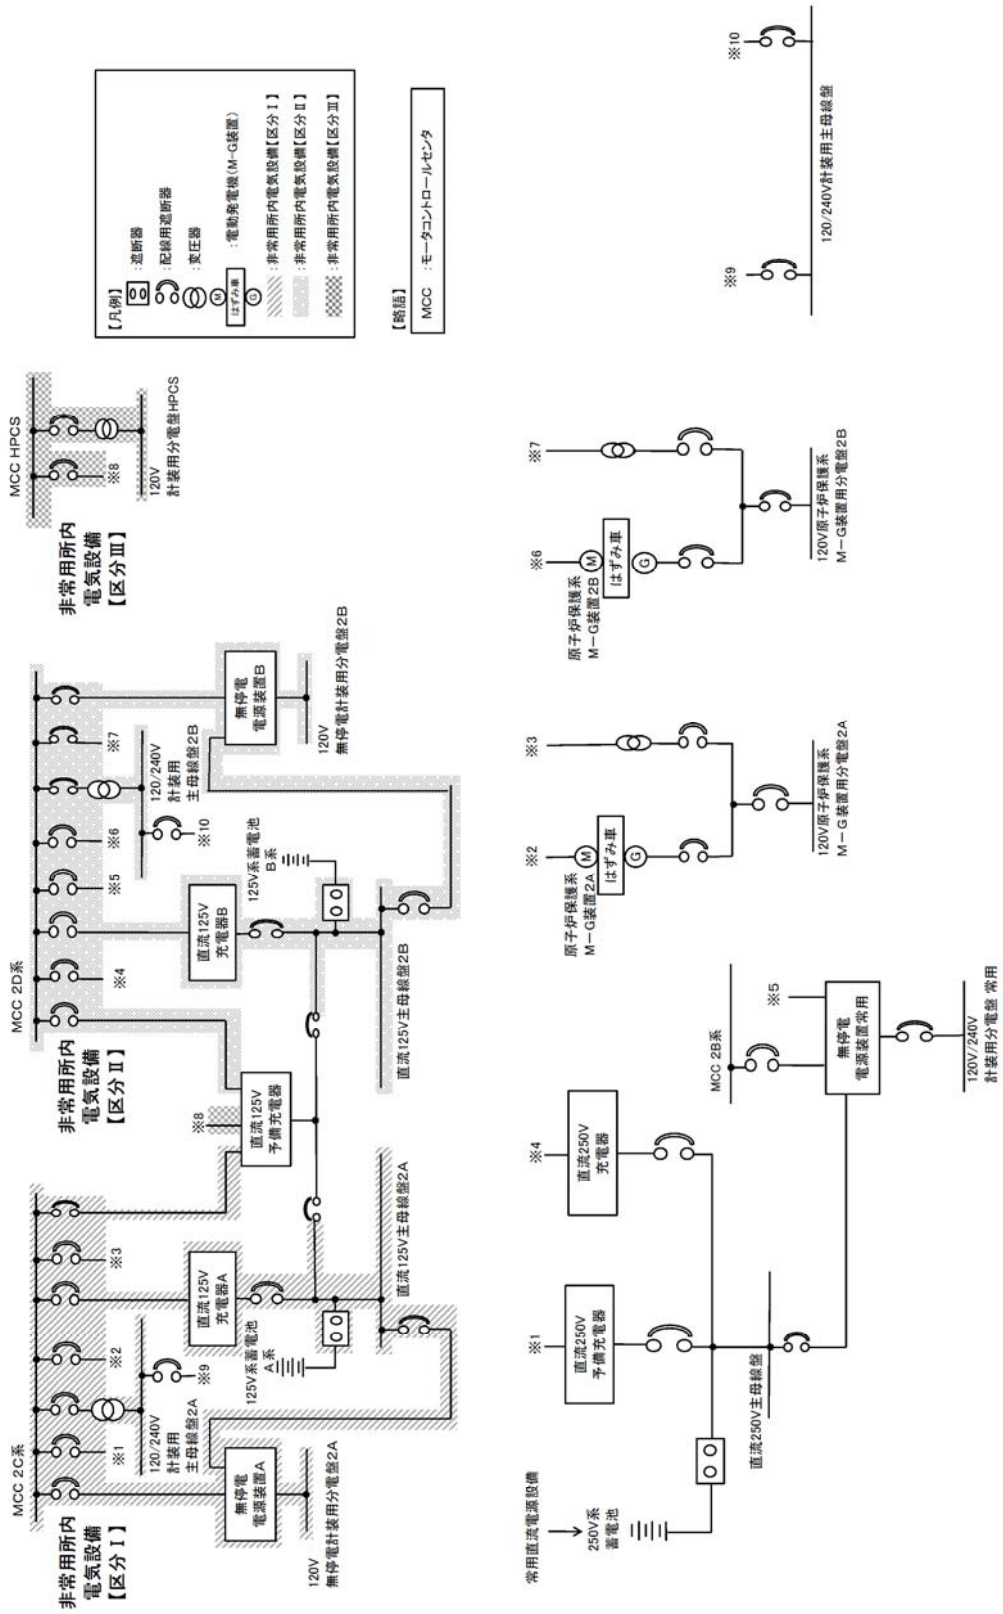 非常用所内
電気設備
【区分Ⅰ】
MCC 2C系
※1
※2
※3
120/240V
計装用
主母線盤2A
※9
無停電
電源装置A
120V
無停電計装用分電盤2A
直流125V
充電器A
125V系蓄電池
A系
直流125V主母線盤2A
※8
直流125V
予備充電器
非常用所内
電気設備
【区分Ⅱ】
MCC 2D系
※4
※5
※6
※7
直流125V
充電器B
125V系蓄電池
B系
120/240V
計装用
主母線盤2B
※10
無停電
電源装置B
120V
無停電計装用分電盤2B
直流125V主母線盤2B
非常用所内
電気設備
【区分Ⅲ】
MCC HPCS
※8
120V
計装用分電盤HPCS
【凡例】
:遮断器
:配線用遮断器
:変圧器
M
はずみ車
G
:電動発電機(M-G装置)
:非常用所内電気設備【区分Ⅰ】
:非常用所内電気設備【区分Ⅱ】
:非常用所内電気設備【区分Ⅲ】
【略語】
MCC :モータコントロールセンタ
常用直流電源設備
250V系
蓄電池
※1
直流250V
予備充電器
※4
直流250V
充電器
直流250V主母線盤
MCC 2B系
※5
無停電
電源装置常用
120V/240V
計装用分電盤 常用
※2
原子炉保護系
M-G装置2A
M
はずみ車
G
※3
120V原子炉保護系
M-G装置用分電盤2A
※6
原子炉保護系
M-G装置2B
M
はずみ車
G
※7
120V原子炉保護系
M-G装置用分電盤2B
※9
※10
120/240V計装用主母線盤